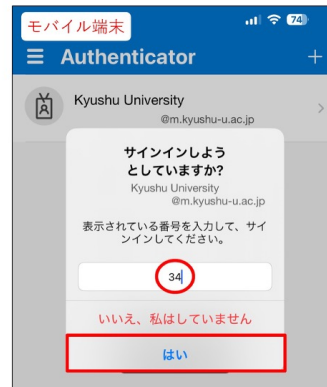 モバイル端末
74
Authenticator
Kyushu University
@m.kyushu-u.ac.jp
サインインしよう
としていますか?
Kyushu University
@m.kyushu-u.ac.jp
表示されている番号を入力して、サイ
ンインしてください。
34
いいえ、私はしていません
はい